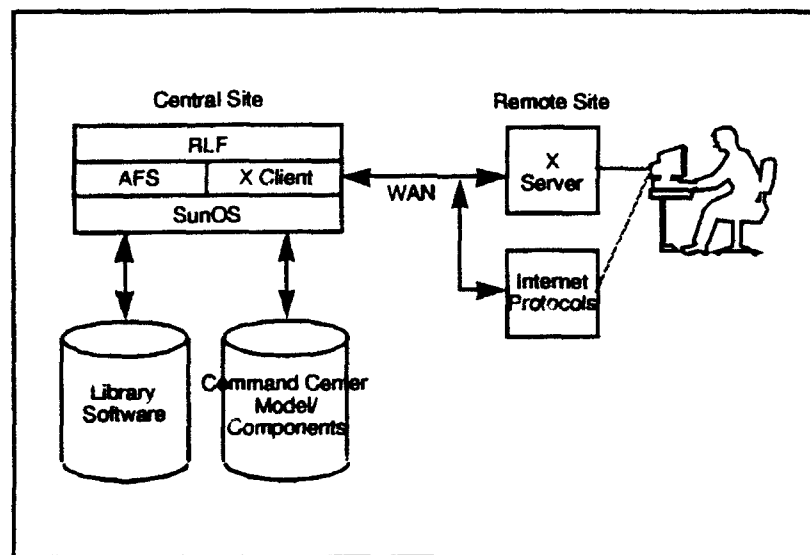 Central Site
Remote Site
RLF
AFS
X Client
SunOS
WAN
X
Server
Internet
Protocols
Library
Software
Command Center
Model/
Components